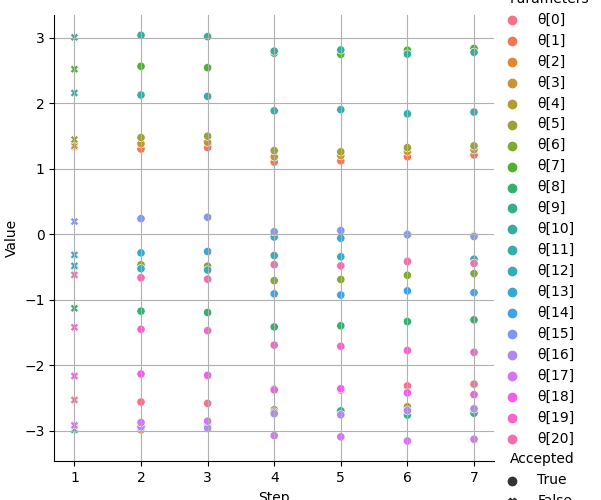 Parameters
θ[0]
θ[1]
θ[2]
θ[3]
θ[4]
θ[5]
θ[6]
θ[7]
θ[8]
θ[9]
θ[10]
θ[11]
θ[12]
θ[13]
θ[14]
θ[15]
θ[16]
θ[17]
θ[18]
θ[19]
θ[20]
Accepted
True
False
Value
3
2
1
0
−1
−2
−3
1 2 3 4 5 6 7
Step